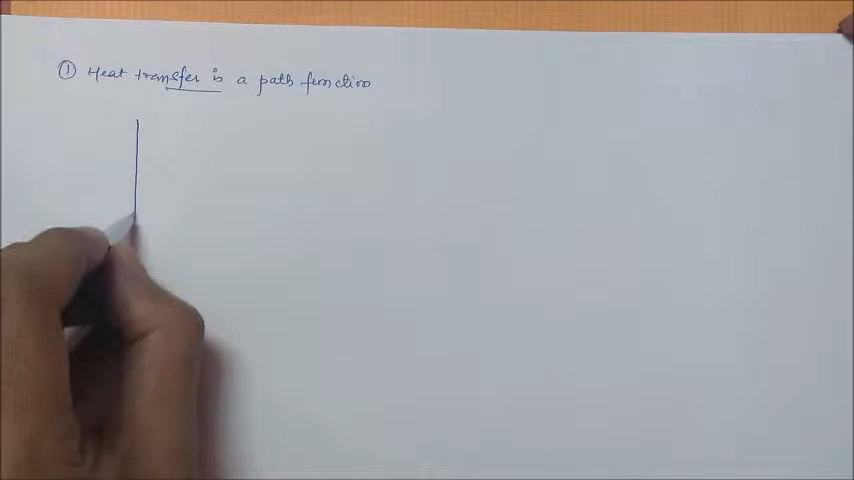 ① Heat transfer is a path function